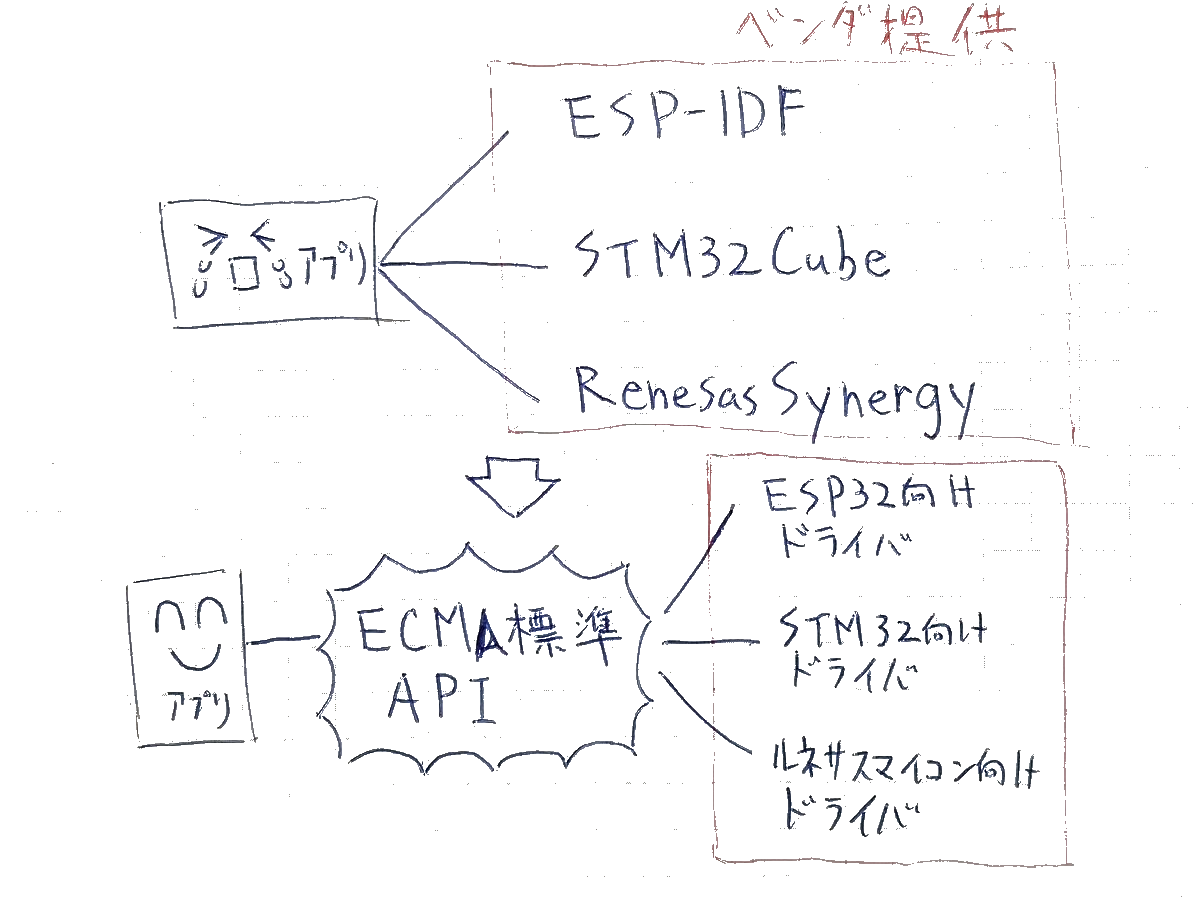 ベンダ提供
ESP-IDF
アプリ
STM32Cube
Renesas Synergy
ESP32向け
ドライバ
ECMA標準
API
STM32向け
ドライバ
アプリ
ルネサスマイコン向け
ドライバ